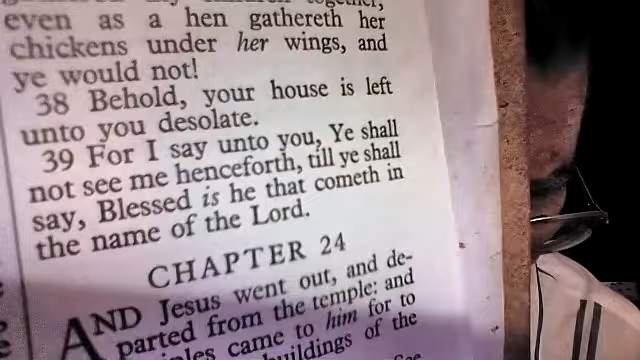 together,
even as a hen gathereth her
chickens under her wings, and
ye would not!
38 Behold, your house is left
unto you desolate.
39 For I say unto you, Ye shall
not see me henceforth, till ye shall
say, Blessed is he that cometh in
the name of the Lord.
CHAPTER 24
AND Jesus went out, and de-
parted from the temple: and
came to him for to
buildings of the